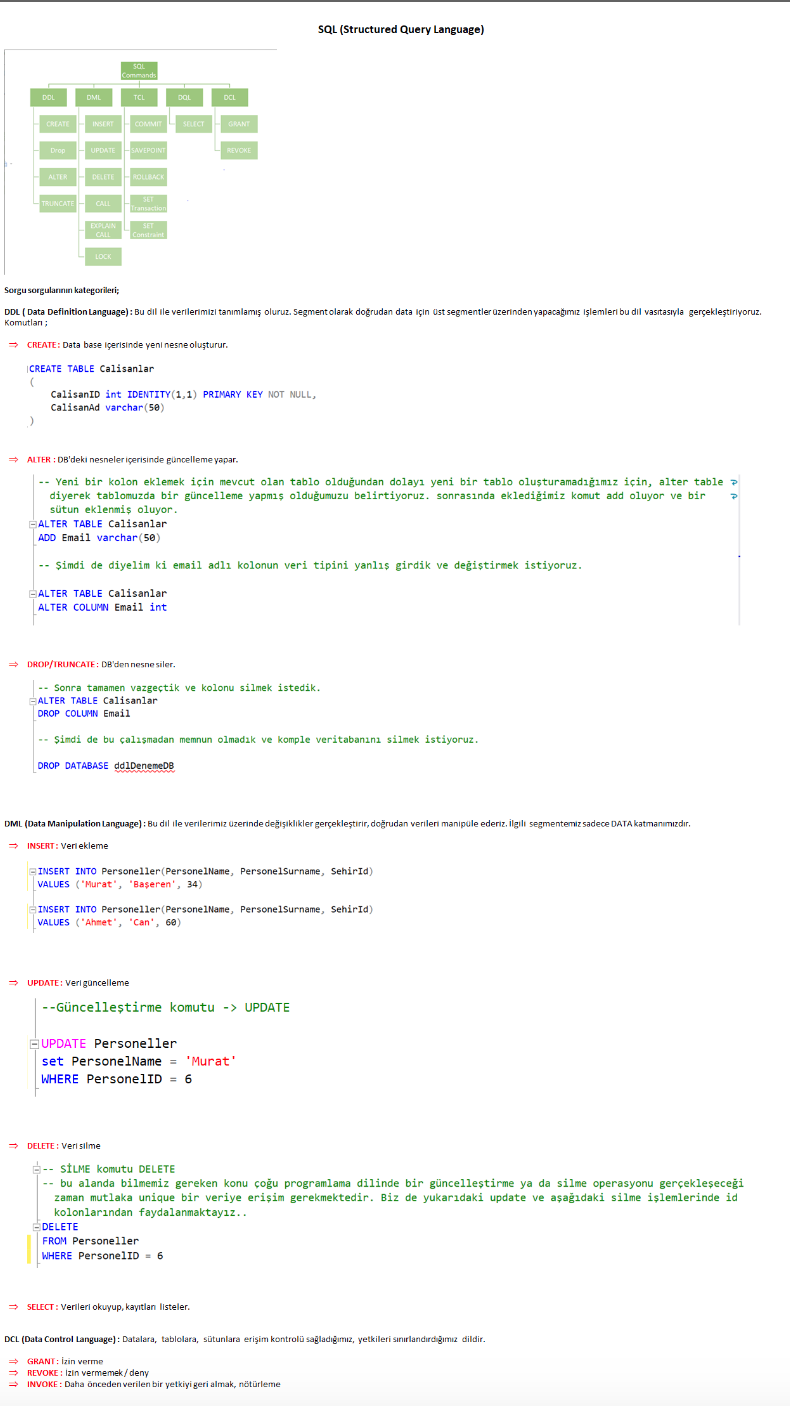 SQL (Structured Query Language)
SQL
Commands
DDL DML TCL DQL DCL
CREATE INSERT COMMIT SELECT GRANT
Drop UPDATE SAVEPOINT REVOKE
ALTER DELETE ROLLBACK
TRUNCATE CALL SET
Transaction
EXPLAIN
CALL SET
Constraint
LOCK
Sorgu sorgularının kategorileri;
DDL ( Data Definition Language) : Bu dil ile verilerimizi tanımlamış oluruz. Segment olarak doğrudan data için üst segmentler üzerinden yapacağımız işlemleri bu dil vasıtasıyla gerçekleştiriyoruz.
Komutları ;
⇒ CREATE : Data base içerisinde yeni nesne oluşturur.
CREATE TABLE Calisanlar
(
CalisanID int IDENTITY(1,1) PRIMARY KEY NOT NULL,
CalisanAd varchar(50)
)
⇒ ALTER : DB'deki nesneler içerisinde güncelleme yapar.
-- Yeni bir kolon eklemek için mevcut olan tablo olduğundan dolayı yeni bir tablo oluşturamadığımız için, alter table
diyerek tablomuzda bir güncelleme yapmış olduğumuzu belirtiyoruz. sonrasında eklediğimiz komut add oluyor ve bir
sütun eklenmiş oluyor.
ALTER TABLE Calisanlar
ADD Email varchar(50)
-- Şimdi de diyelim ki email adlı kolonun veri tipini yanlış girdik ve değiştirmek istiyoruz.
ALTER TABLE Calisanlar
ALTER COLUMN Email int
⇒ DROP/TRUNCATE : DB'den nesne siler.
-- Sonra tamamen vazgeçtik ve kolonu silmek istedik.
ALTER TABLE Calisanlar
DROP COLUMN Email
-- Şimdi de bu çalışmadan memnun olmadık ve komple veritabanını silmek istiyoruz.
DROP DATABASE ddlDenemeDB
DML (Data Manipulation Language) : Bu dil ile verilerimiz üzerinde değişiklikler gerçekleştirir, doğrudan verileri manipüle ederiz. İlgili segmentemiz sadece DATA katmanımızdır.
⇒ INSERT : Veri ekleme
INSERT INTO Personeller(PersonelName, PersonelSurname, SehirId)
VALUES ('Murat', 'Başeren', 34)
INSERT INTO Personeller(PersonelName, PersonelSurname, SehirId)
VALUES ('Ahmet', 'Can', 60)
⇒ UPDATE : Veri güncelleme
--Güncelleştirme komutu -> UPDATE
UPDATE Personeller
set PersonelName = 'Murat'
WHERE PersonelID = 6
⇒ DELETE : Veri silme
-- SİLME komutu DELETE
-- bu alanda bilmemiz gereken konu çoğu programlama dilinde bir güncelleştirme ya da silme operasyonu gerçekleşeceği
zaman mutlaka unique bir veriye erişim gerekmektedir. Biz de yukarıdaki update ve aşağıdaki silme işlemlerinde id
kolonlarından faydalanmaktayız..
DELETE
FROM Personeller
WHERE PersonelID = 6
⇒ SELECT : Verileri okuyup, kayıtları listeler.
DCL (Data Control Language) : Datalara, tablolara, sütunlara erişim kontrolü sağladığımız, yetkileri sınırlandırdığımız dildir.
⇒ GRANT : İzin verme
⇒ REVOKE : İzin vermemek / deny
⇒ INVOKE : Daha önceden verilen bir yetkiyi geri almak, nötürleme